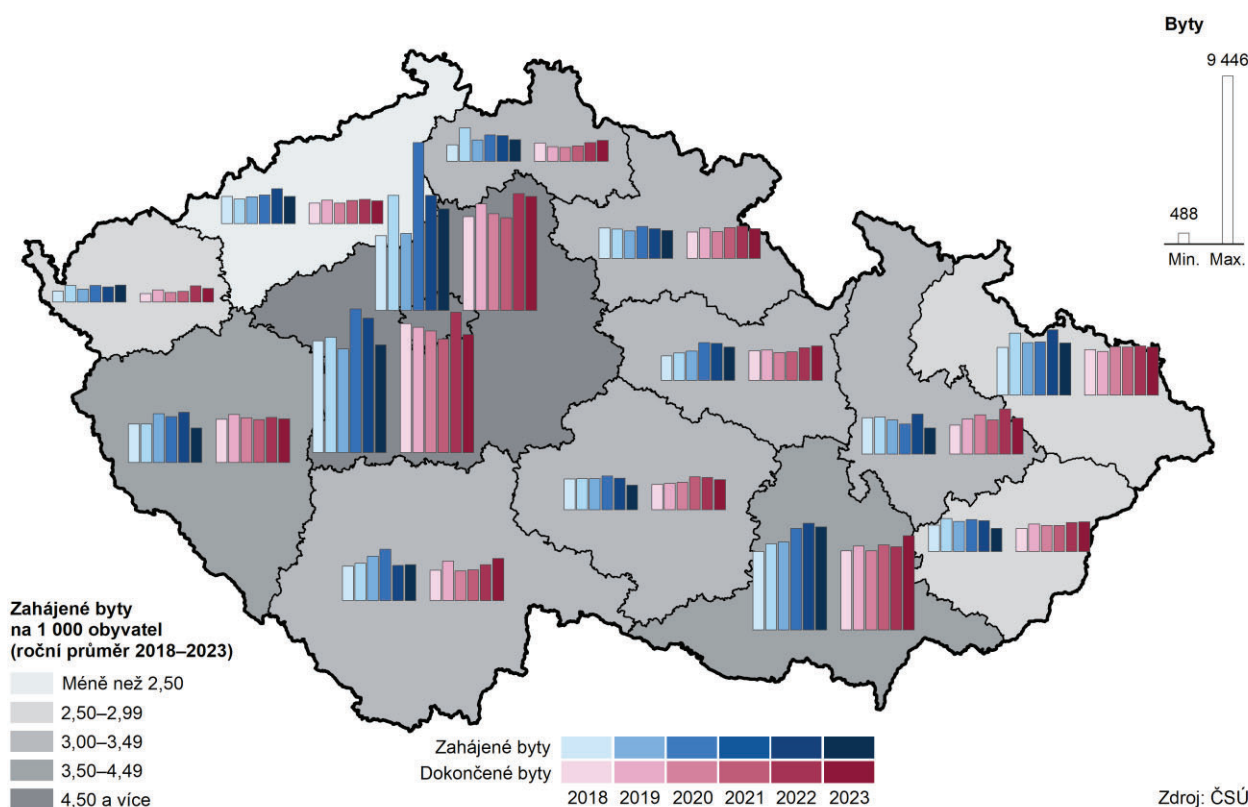 Byty
9 446
488
Min. Max.
Zahájené byty
na 1 000 obyvatel
(roční průměr 2018–2023)
Méně než 2,50
2,50–2,99
3,00–3,49
3,50–4,49
4.50 a více
Zahájené byty
Dokončené byty
2018 2019 2020 2021 2022 2023
Zdroj: ČSÚ